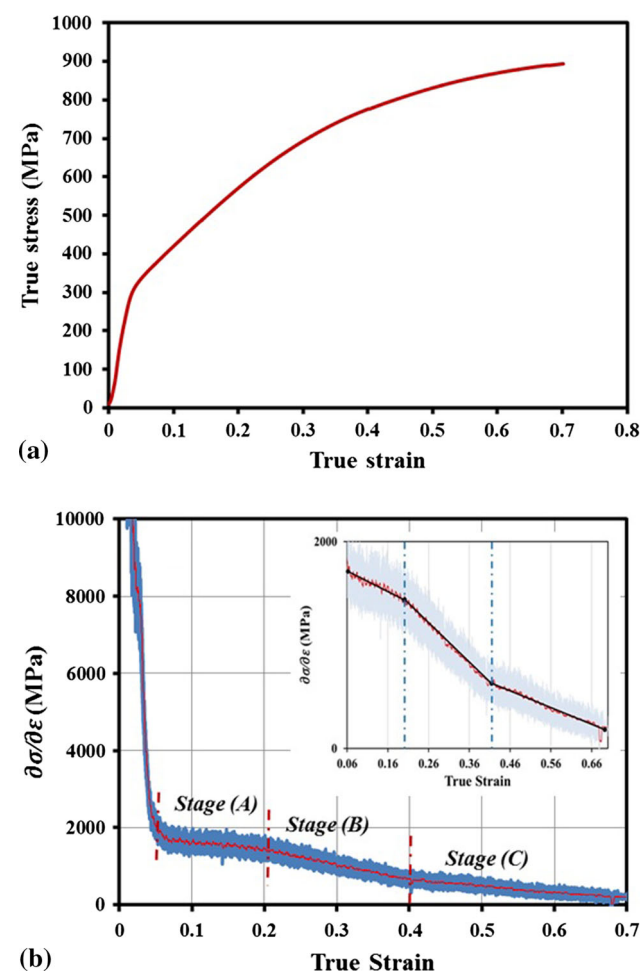 1000
900
800
700
600
500
400
300
200
100
0
True stress (MPa)
0 0.1 0.2 0.3 0.4 0.5 0.6 0.7 0.8
True strain
(a)
10000
8000
6000
4000
2000
0
∂σ/∂ε (MPa)
2000
0
∂σ/∂ε (MPa)
0.06 0.16 0.26 0.36 0.46 0.56 0.66
True Strain
Stage (A)
Stage (B)
Stage (C)
0 0.1 0.2 0.3 0.4 0.5 0.6 0.7
True Strain
(b)